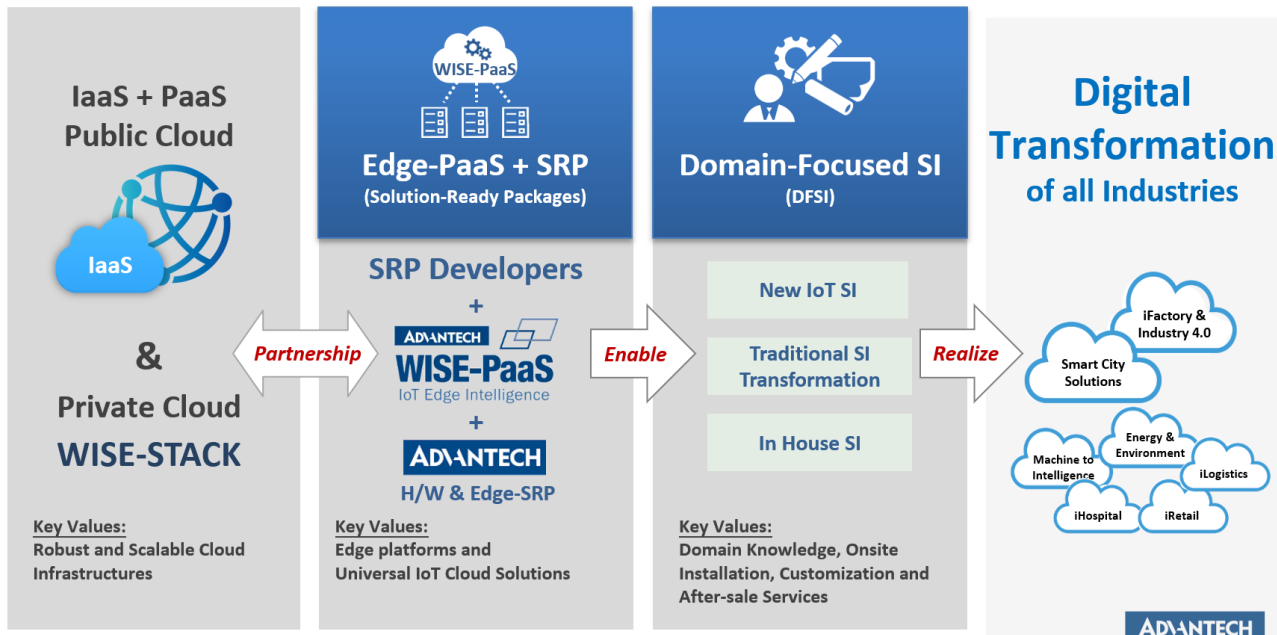 IaaS + PaaS
Public Cloud
IaaS
&
Private Cloud
WISE-STACK
Key Values:
Robust and Scalable Cloud
Infrastructures
Partnership
WISE-PaaS
Edge-PaaS + SRP
(Solution-Ready Packages)
SRP Developers
+
ADVANTECH
WISE-PaaS
IoT Edge Intelligence
+
ADVANTECH
H/W & Edge-SRP
Key Values:
Edge platforms and
Universal IoT Cloud Solutions
Enable
Domain-Focused SI
(DFSI)
New IoT SI
Traditional SI
Transformation
In House SI
Key Values:
Domain Knowledge, Onsite
Installation, Customization and
After-sale Services
Realize
Digital
Transformation
of all Industries
iFactory &
Industry 4.0
Smart City
Solutions
Energy &
Environment
Machine to
Intelligence
iLogistics
iHospital
iRetail
ADVANTECH